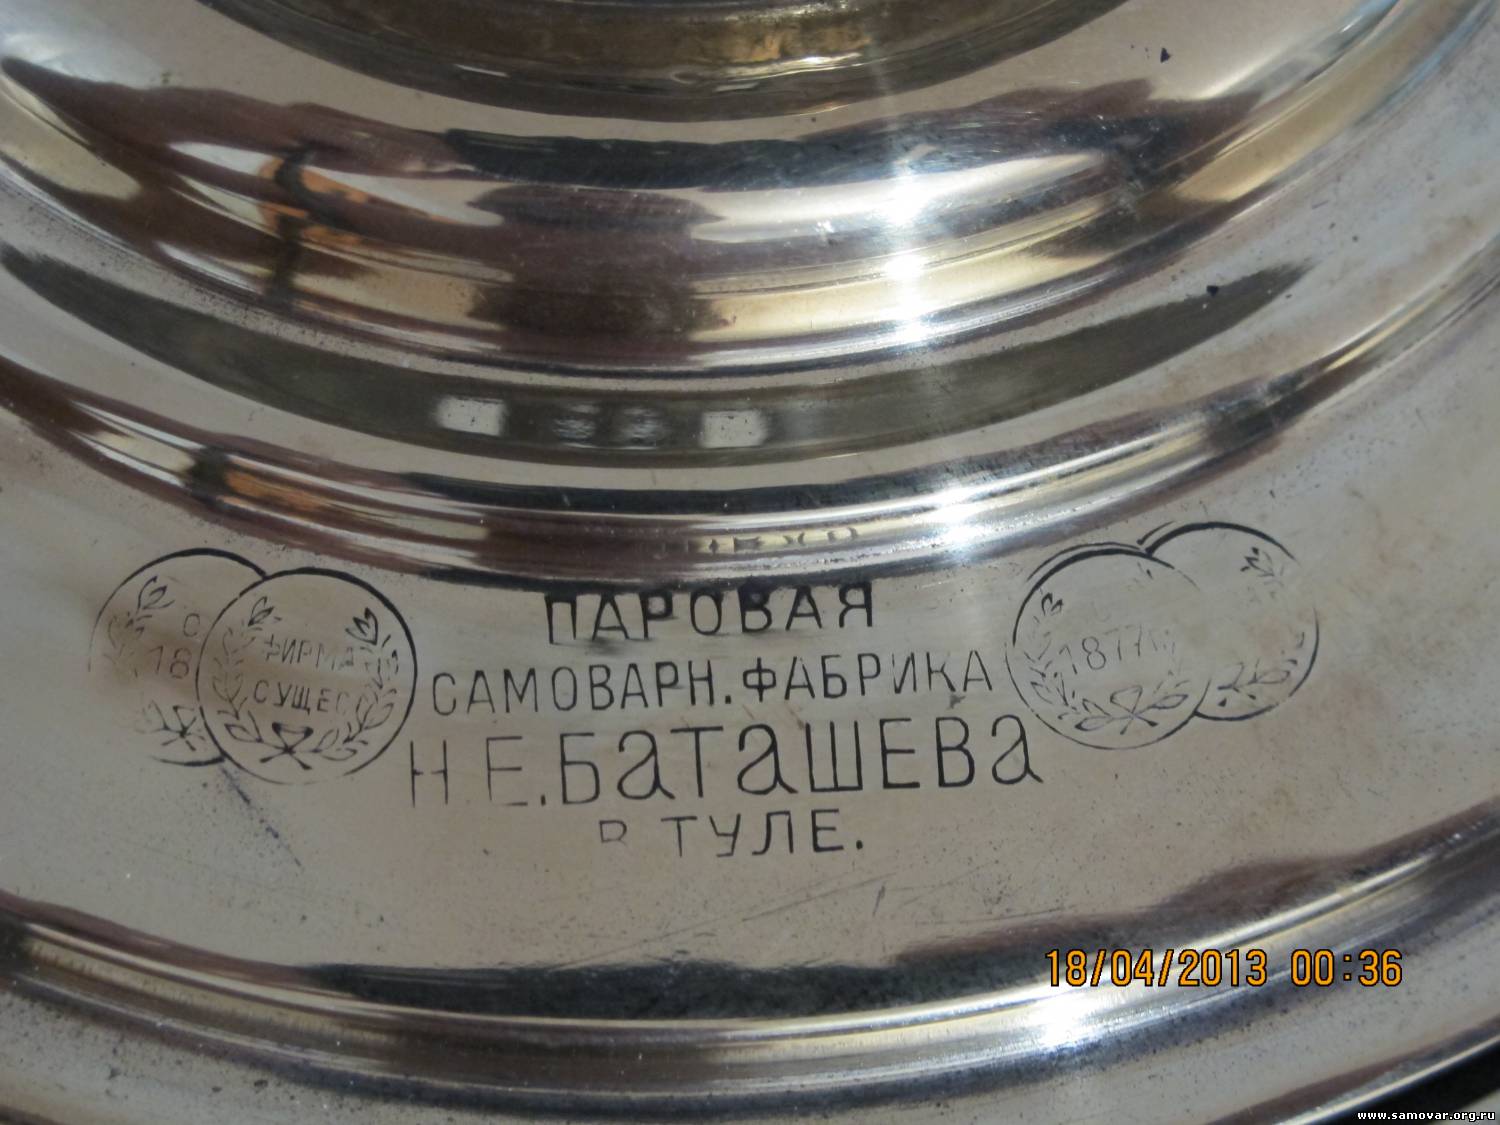 ПАРОВАЯ
САМОВАРН. ФАБРИКА
Н.Е. БАТАШЕВА
В ТУЛЕ.
18
ФИРМА
СУЩЕС
1877
18/04/2013 00:36
www.samovar.org.ru